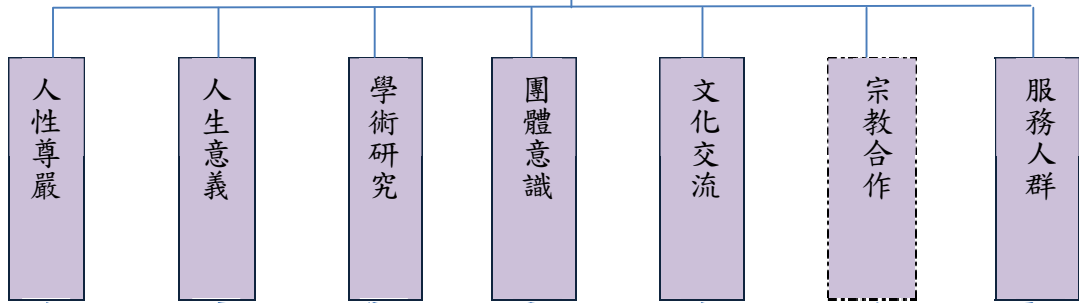 人性尊嚴
人生意義
學術研究
團體意識
文化交流
宗教合作
服務人群